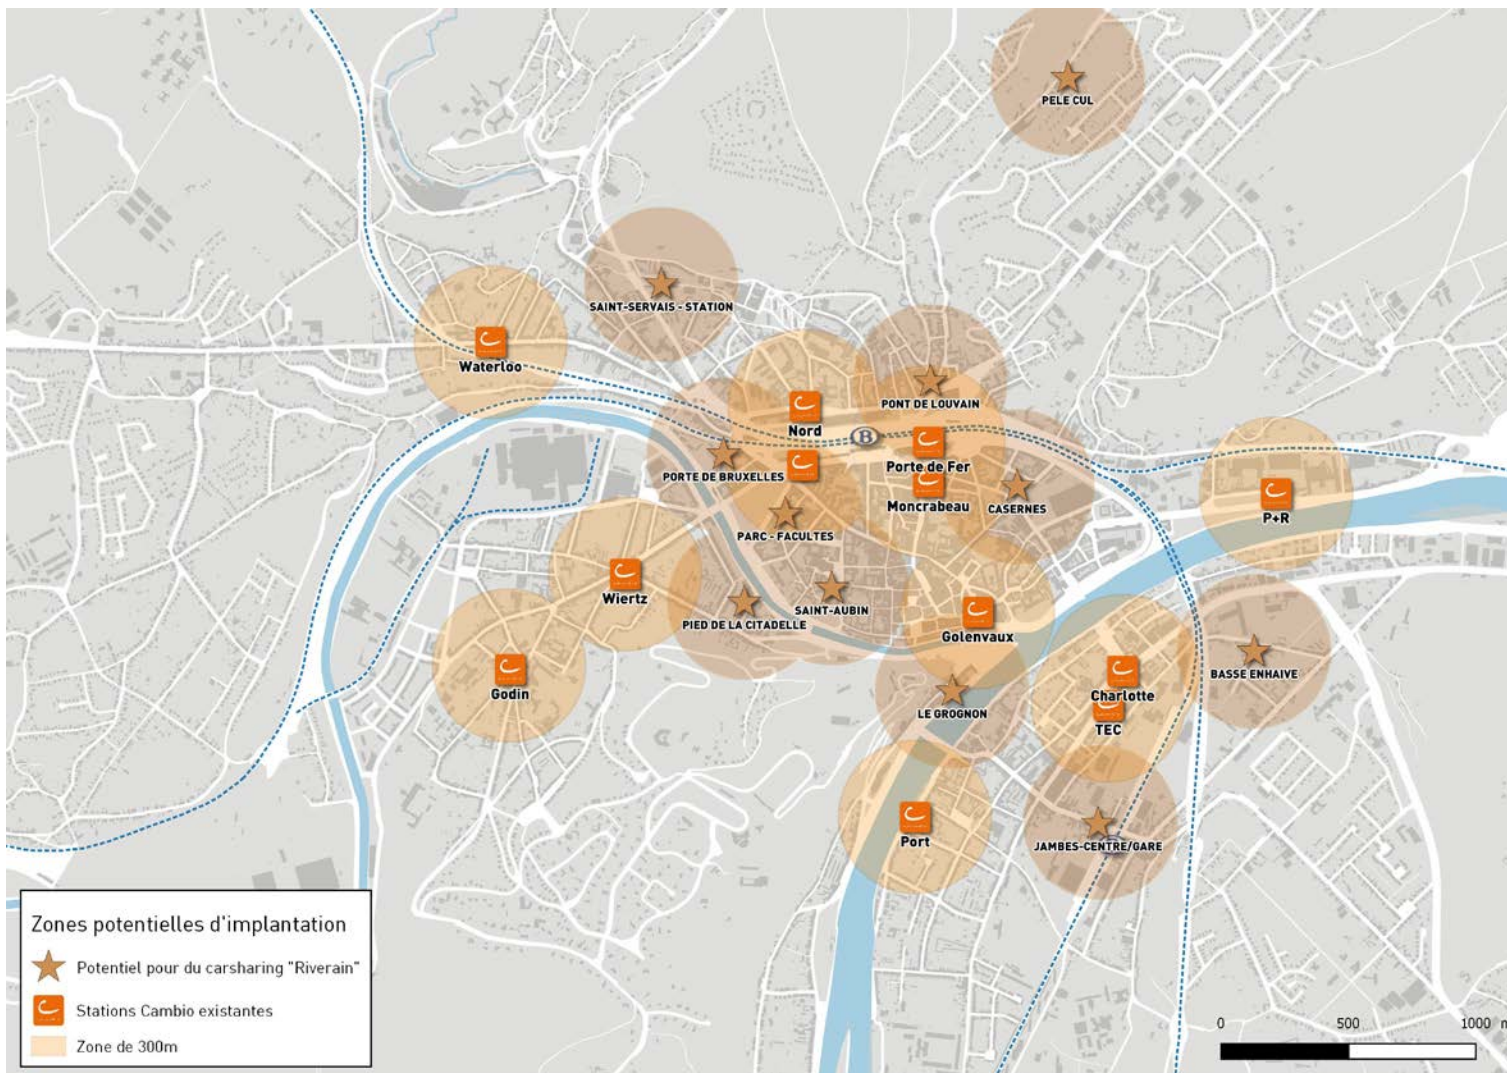 PELE CUL
SAINT-SERVAIS - STATION
Waterloo
PONT DE LOUVAIN
Nord
B
Porte de Fer
PORTE DE BRUXELLES
Moncrabeau
CASERNES
P+R
PARC - FACULTES
Wiertz
SAINT-AUBIN
PIED DE LA CITADELLE
Golenvaux
BASSE ENHAIVE
Godin
Charlotte
LE GROGNON
TEC
Port
JAMBES-CENTRE/GARE
Zones potentielles d'implantation
Potentiel pour du carsharing "Riverain"
Stations Cambio existantes
Zone de 300m
0 500 1000 m